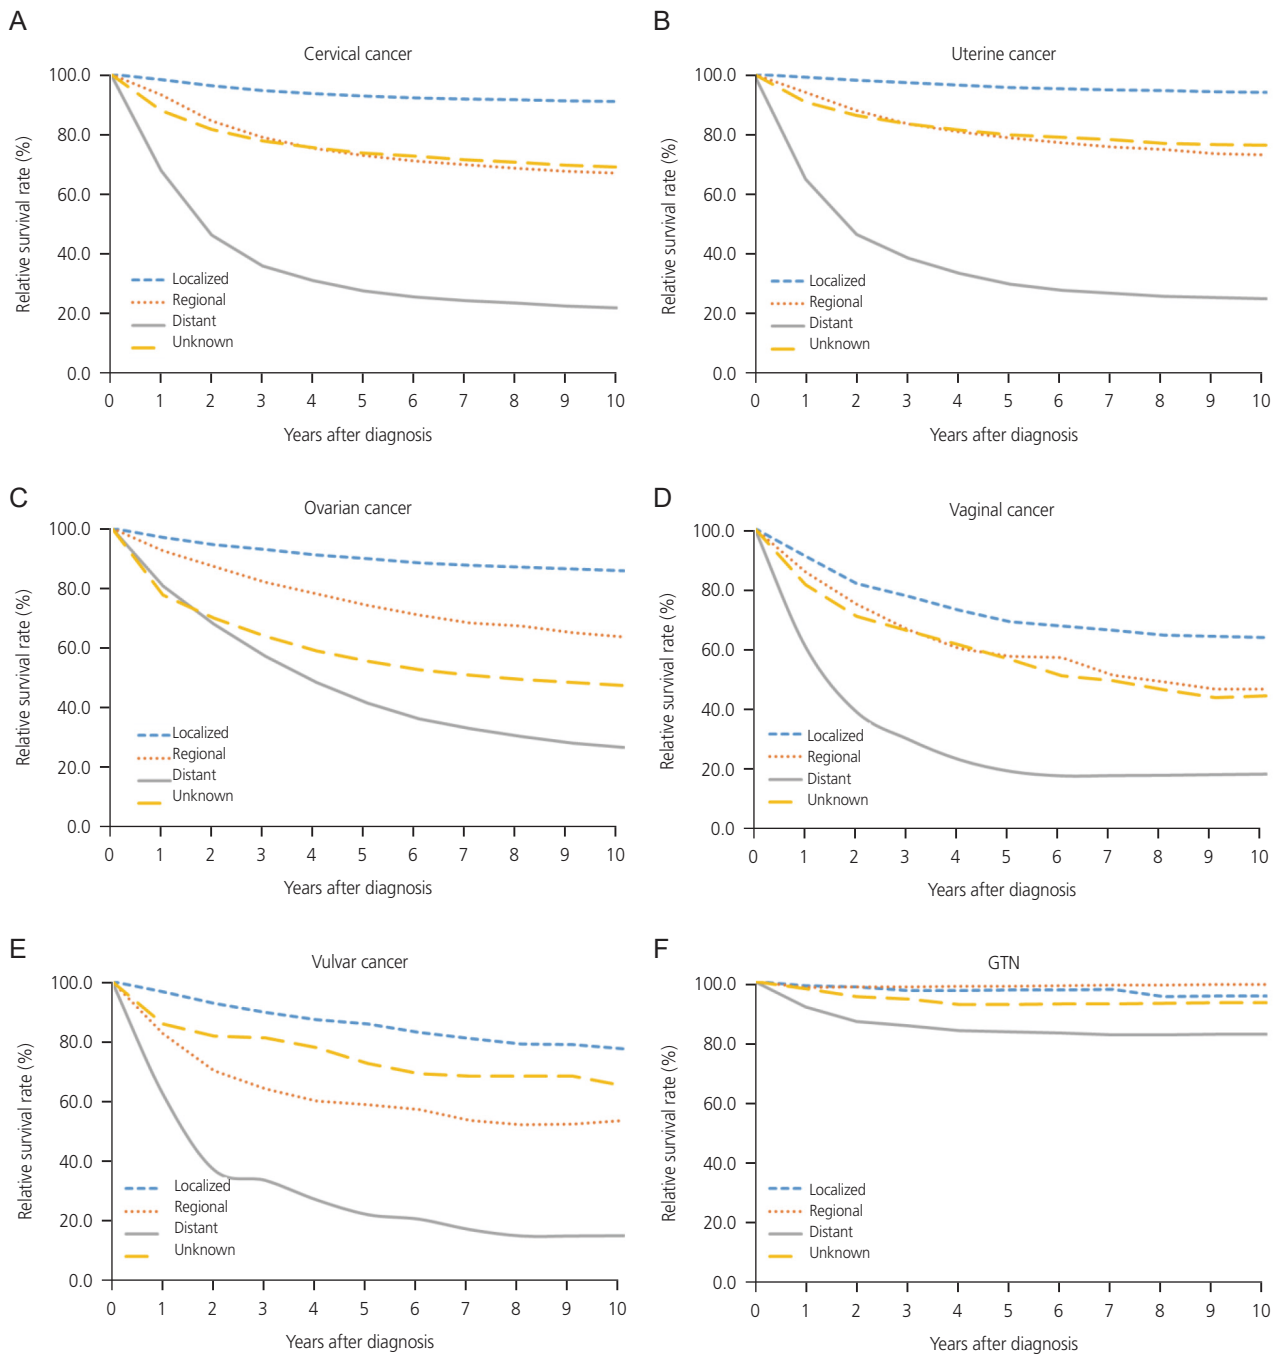 A
Cervical cancer
Relative survival rate (%)
100.0
80.0
60.0
40.0
20.0
0.0
Localized
Regional
Distant
Unknown
0 1 2 3 4 5 6 7 8 9 10
Years after diagnosis
B
Uterine cancer
Relative survival rate (%)
100.0
80.0
60.0
40.0
20.0
0.0
Localized
Regional
Distant
Unknown
0 1 2 3 4 5 6 7 8 9 10
Years after diagnosis
C
Ovarian cancer
Relative survival rate (%)
100.0
80.0
60.0
40.0
20.0
0.0
Localized
Regional
Distant
Unknown
0 1 2 3 4 5 6 7 8 9 10
Years after diagnosis
D
Vaginal cancer
Relative survival rate (%)
100.0
80.0
60.0
40.0
20.0
0.0
Localized
Regional
Distant
Unknown
0 1 2 3 4 5 6 7 8 9 10
Years after diagnosis
E
Vulvar cancer
Relative survival rate (%)
100.0
80.0
60.0
40.0
20.0
0.0
Localized
Regional
Distant
Unknown
0 1 2 3 4 5 6 7 8 9 10
Years after diagnosis
F
GTN
Relative survival rate (%)
100.0
80.0
60.0
40.0
20.0
0.0
Localized
Regional
Distant
Unknown
0 1 2 3 4 5 6 7 8 9 10
Years after diagnosis